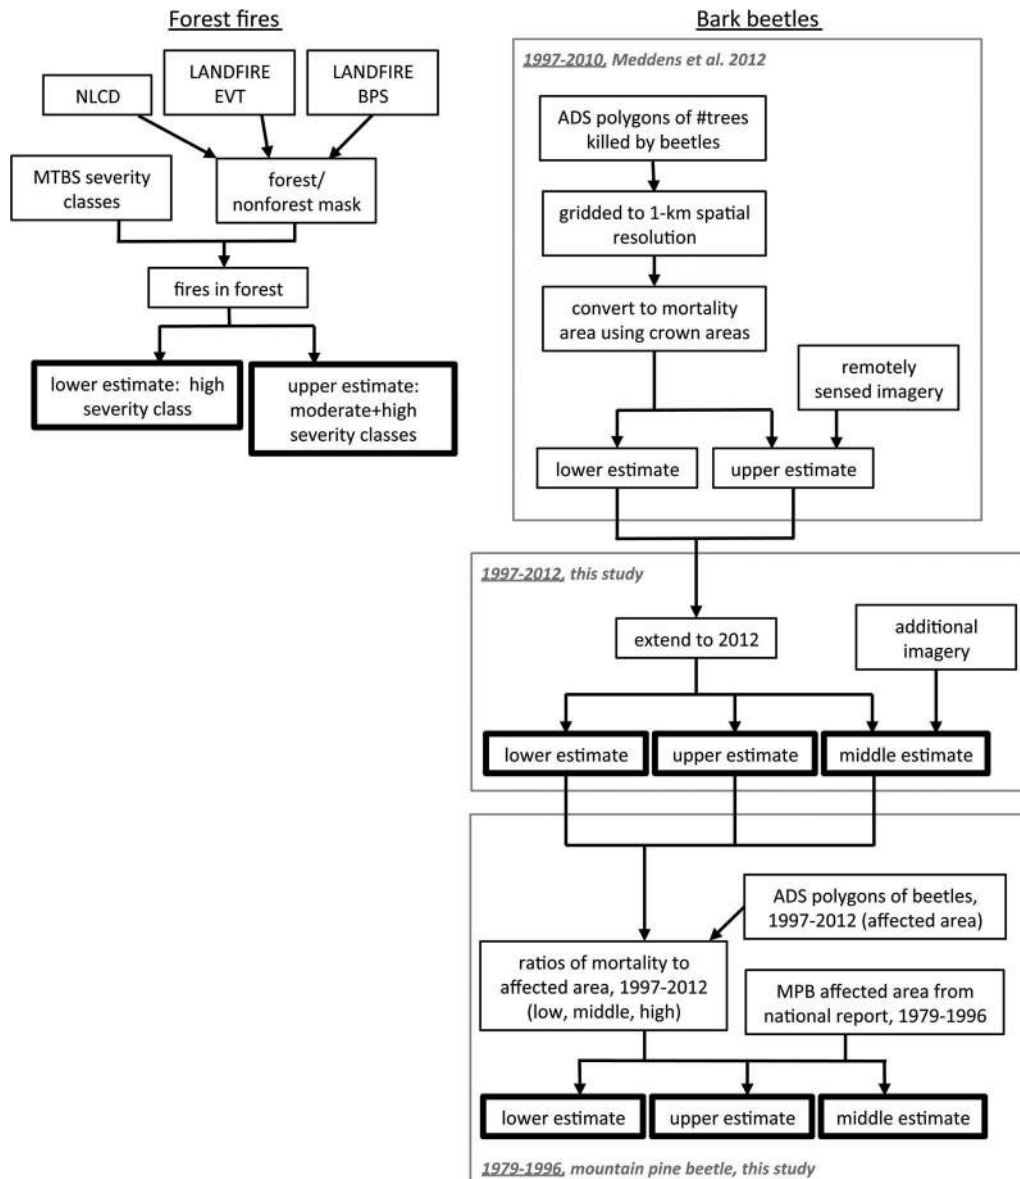 Forest fires
NLCD
LANDFIRE
EVT
LANDFIRE
BPS
MTBS severity
classes
forest/
nonforest mask
fires in forest
lower estimate: high
severity class
upper estimate:
moderate+high
severity classes
Bark beetles
1997-2010, Meddens et al. 2012
ADS polygons of #trees
killed by beetles
gridded to 1-km spatial
resolution
convert to mortality
area using crown areas
remotely
sensed imagery
lower estimate
upper estimate
1997-2012, this study
extend to 2012
additional
imagery
lower estimate
upper estimate
middle estimate
ADS polygons of beetles,
1997-2012 (affected area)
ratios of mortality to
affected area, 1997-2012
(low, middle, high)
MPB affected area from
national report, 1979-1996
lower estimate
upper estimate
middle estimate
1979-1996, mountain pine beetle, this study